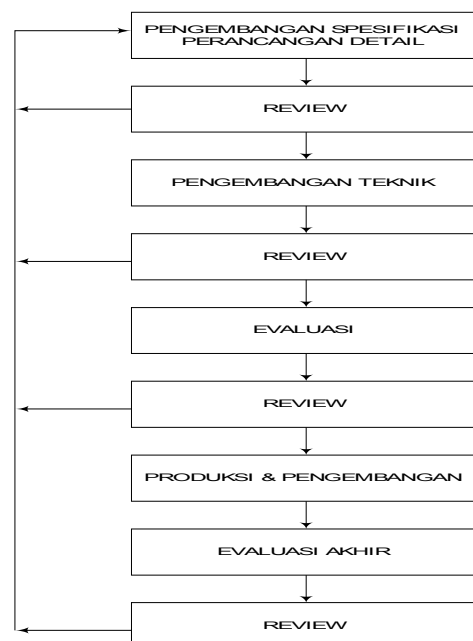 PENGEMBANGAN SPESIFIKASI
PERANCANGAN DETAIL
REVIEW
PENGEMBANGAN TEKNIK
REVIEW
EVALUASI
REVIEW
PRODUKSI & PENGEMBANGAN
EVALUASI AKHIR
REVIEW